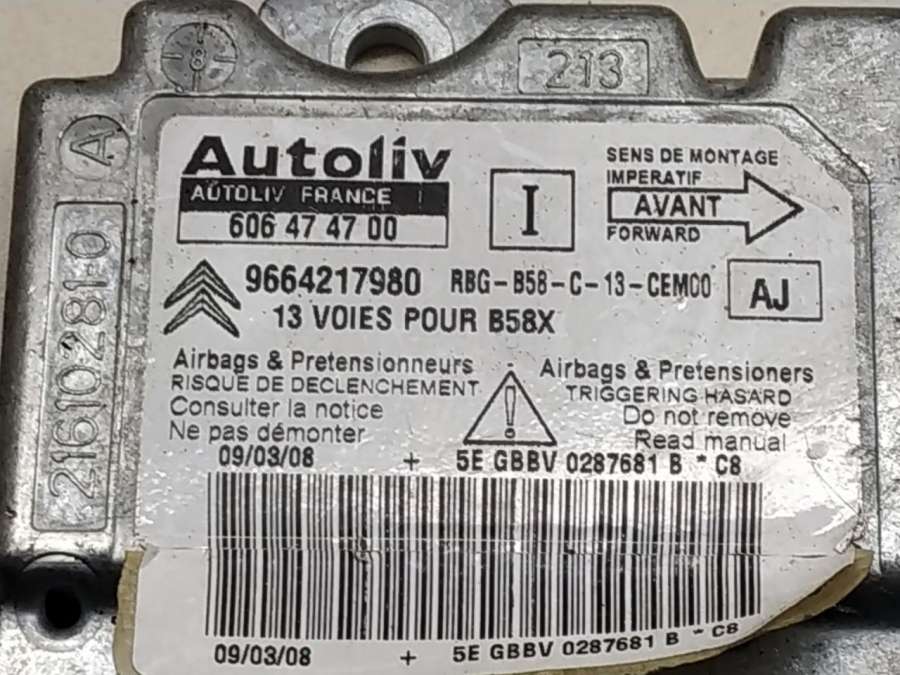 8
213
A
216102810
Autoliv
AUTOLIV FRANCE
606 47 47 00
I
SENS DE MONTAGE
IMPERATIF
AVANT
FORWARD
9664217980 RBG-B58-C-13-CEMC0
AJ
13 VOIES POUR B58X
Airbags & Pretensionneurs
RISQUE DE DECLENCHEMENT
Consulter la notice
Ne pas démonter
!
Airbags & Pretensioners
TRIGGERING HASARD
Do not remove
Read manual
09/03/08 + 5E GBBV 0287681 B * C8
09/03/08 + 5E GBBV 0287681 B * C8